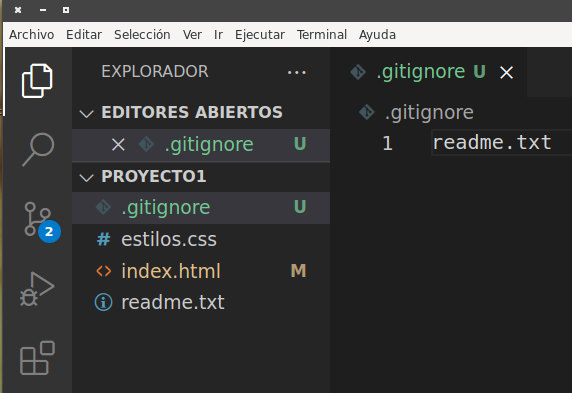 Archivo Editar Selección Ver Ir Ejecutar Terminal Ayuda
EXPLORADOR ...
EDITORES ABIERTOS
.gitignore U
PROYECTO1
.gitignore U
estilos.css
index.html M
readme.txt
2
.gitignore U
.gitignore
1 readme.txt